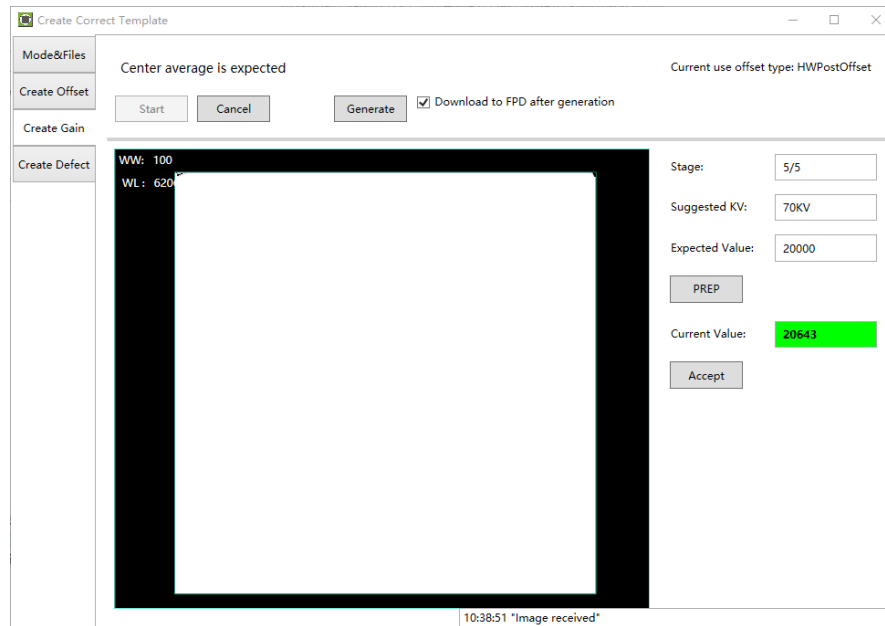 Create Correct Template
Mode&Files
Create Offset
Create Gain
Create Defect
Center average is expected
Current use offset type: HWPostOffset
Start
Cancel
Generate
Download to FPD after generation
WW: 100
WL: 620
Stage:
5/5
Suggested KV:
70KV
Expected Value:
20000
PREP
Current Value:
20643
Accept
10:38:51 "Image received"